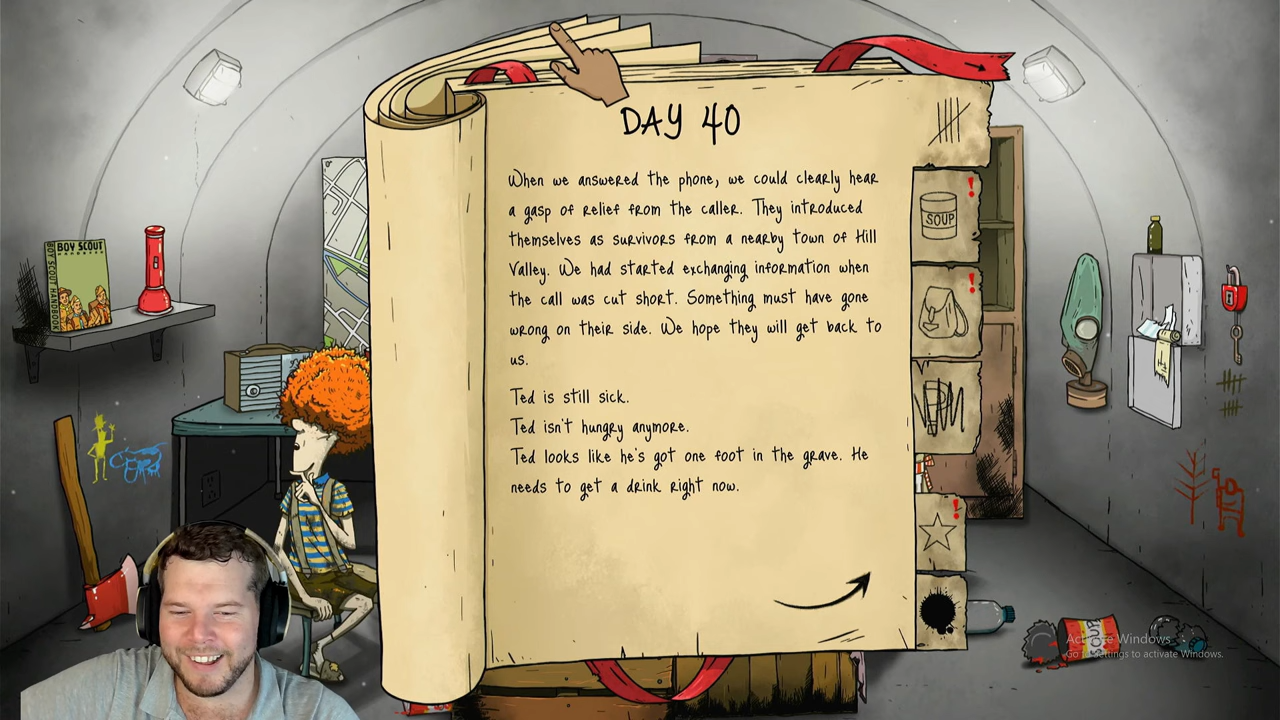 DAY 40
When we answered the phone, we could clearly hear
a gasp of relief from the caller. They introduced
themselves as survivors from a nearby town of Hill
Valley. We had started exchanging information when
the call was cut short. Something must have gone
wrong on their side. We hope they will get back to
us.
Ted is still sick.
Ted isn't hungry anymore.
Ted looks like he's got one foot in the grave. He
needs to get a drink right now.
SOUP
!
!
!
BOY SCOUT
BOY SCOUT HANDBOOK
Activate Windows
Go to Settings to activate Windows.